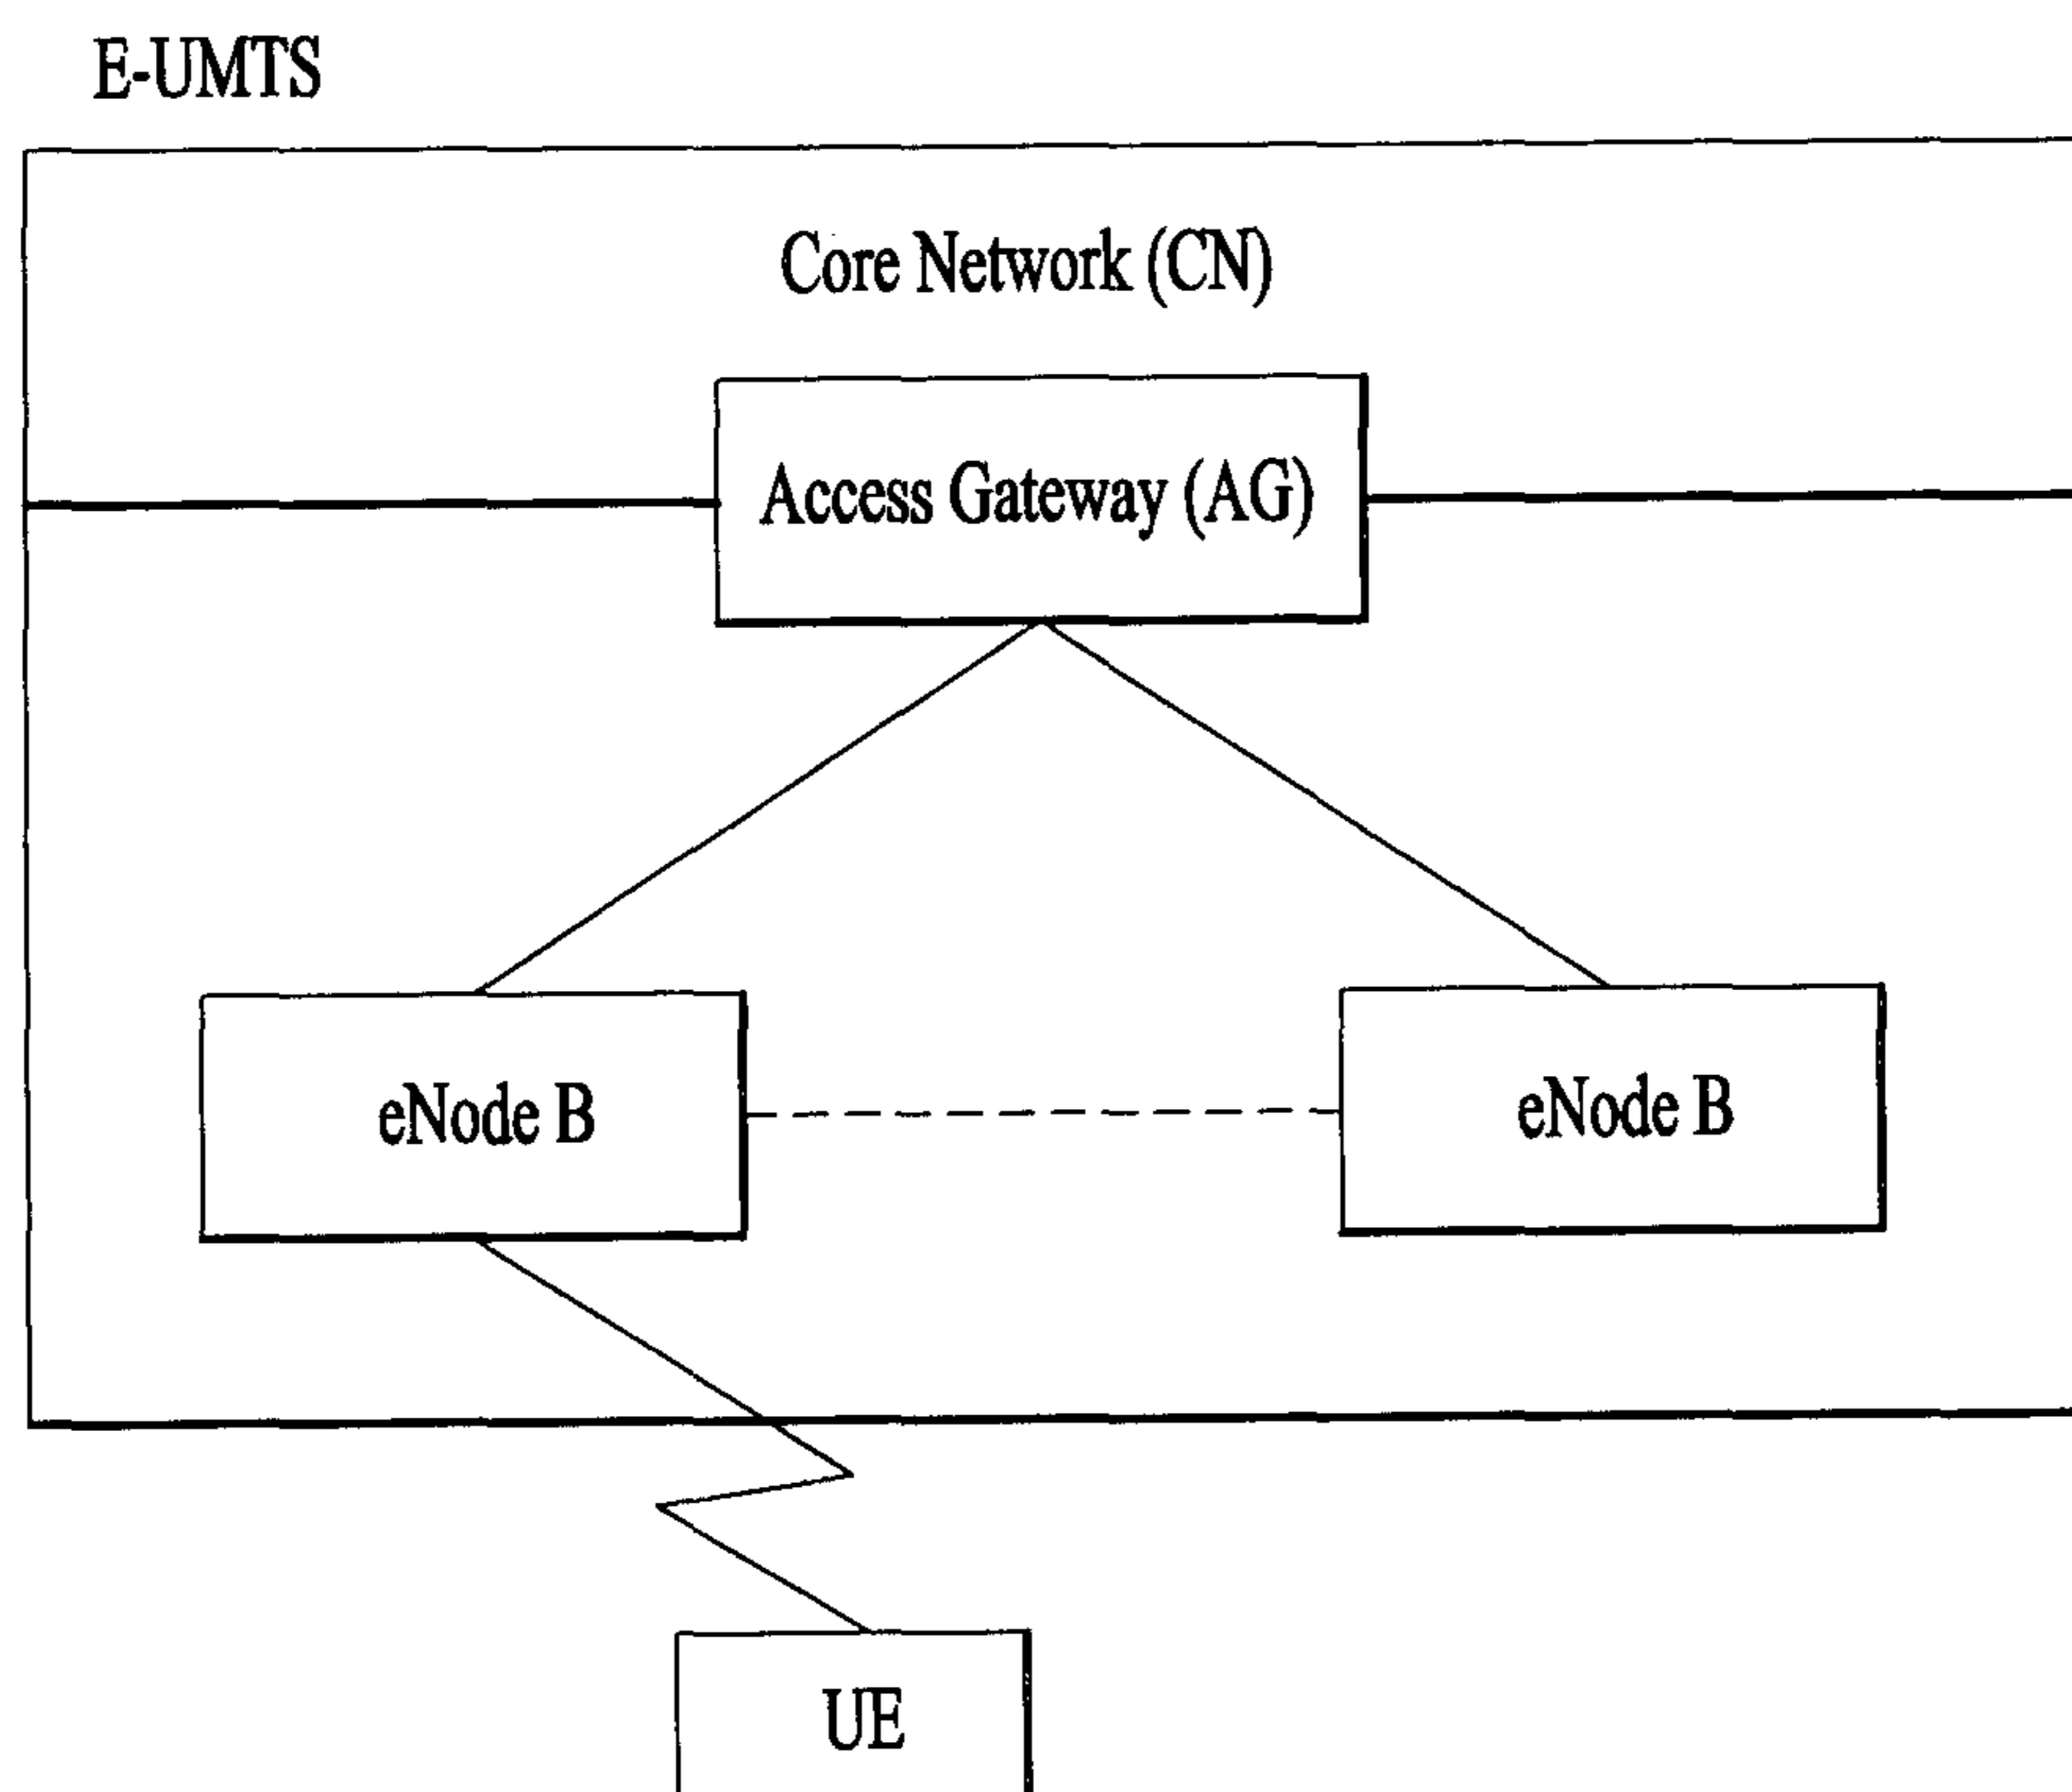 E-UMTS
Core Network (CN)
Access Gateway (AG)
eNode B
eNode B
UE